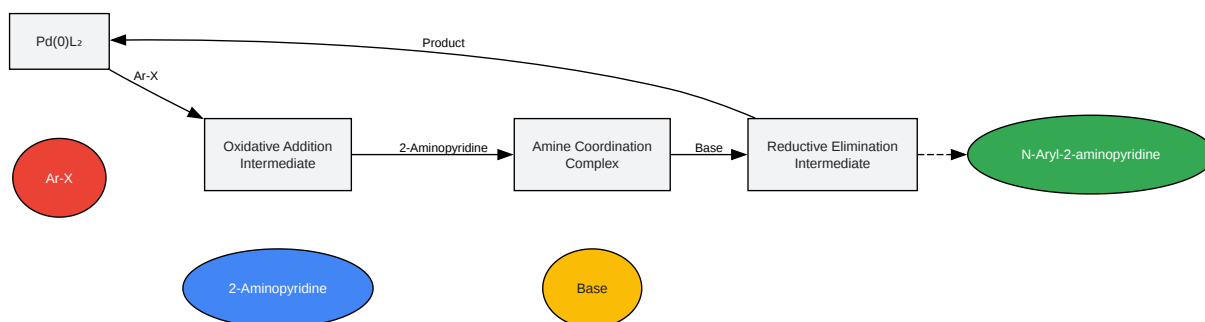 Pd(0)L₂
Product
Ar-X
Oxidative Addition
Intermediate
2-Aminopyridine
Amine Coordination
Complex
Base
Reductive Elimination
Intermediate
N-Aryl-2-aminopyridine
Ar-X
2-Aminopyridine
Base